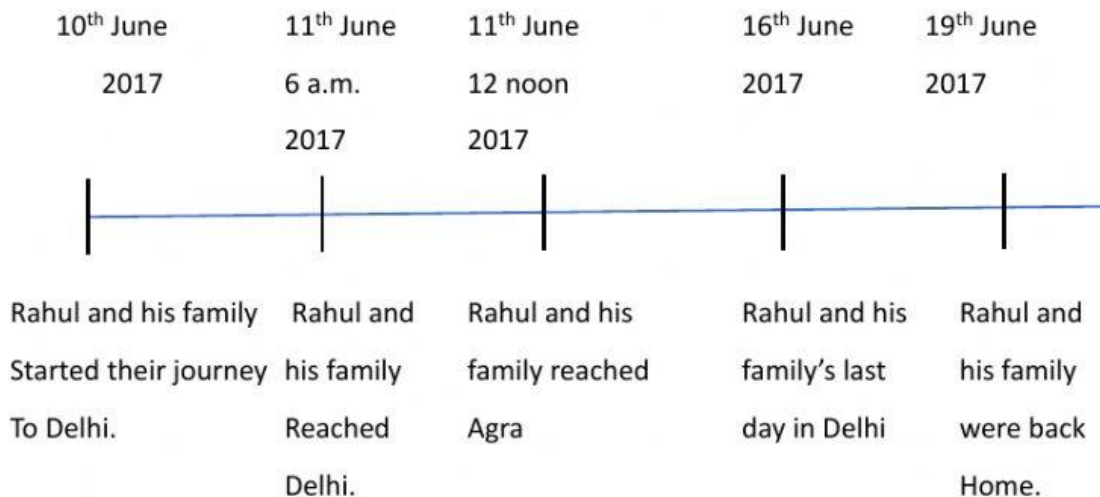 10th June
2017
11th June
6 a.m.
2017
11th June
12 noon
2017
16th June
2017
19th June
2017
Rahul and his family
Started their journey
To Delhi.
Rahul and
his family
Reached
Delhi.
Rahul and his
family reached
Agra
Rahul and his
family’s last
day in Delhi
Rahul and
his family
were back
Home.